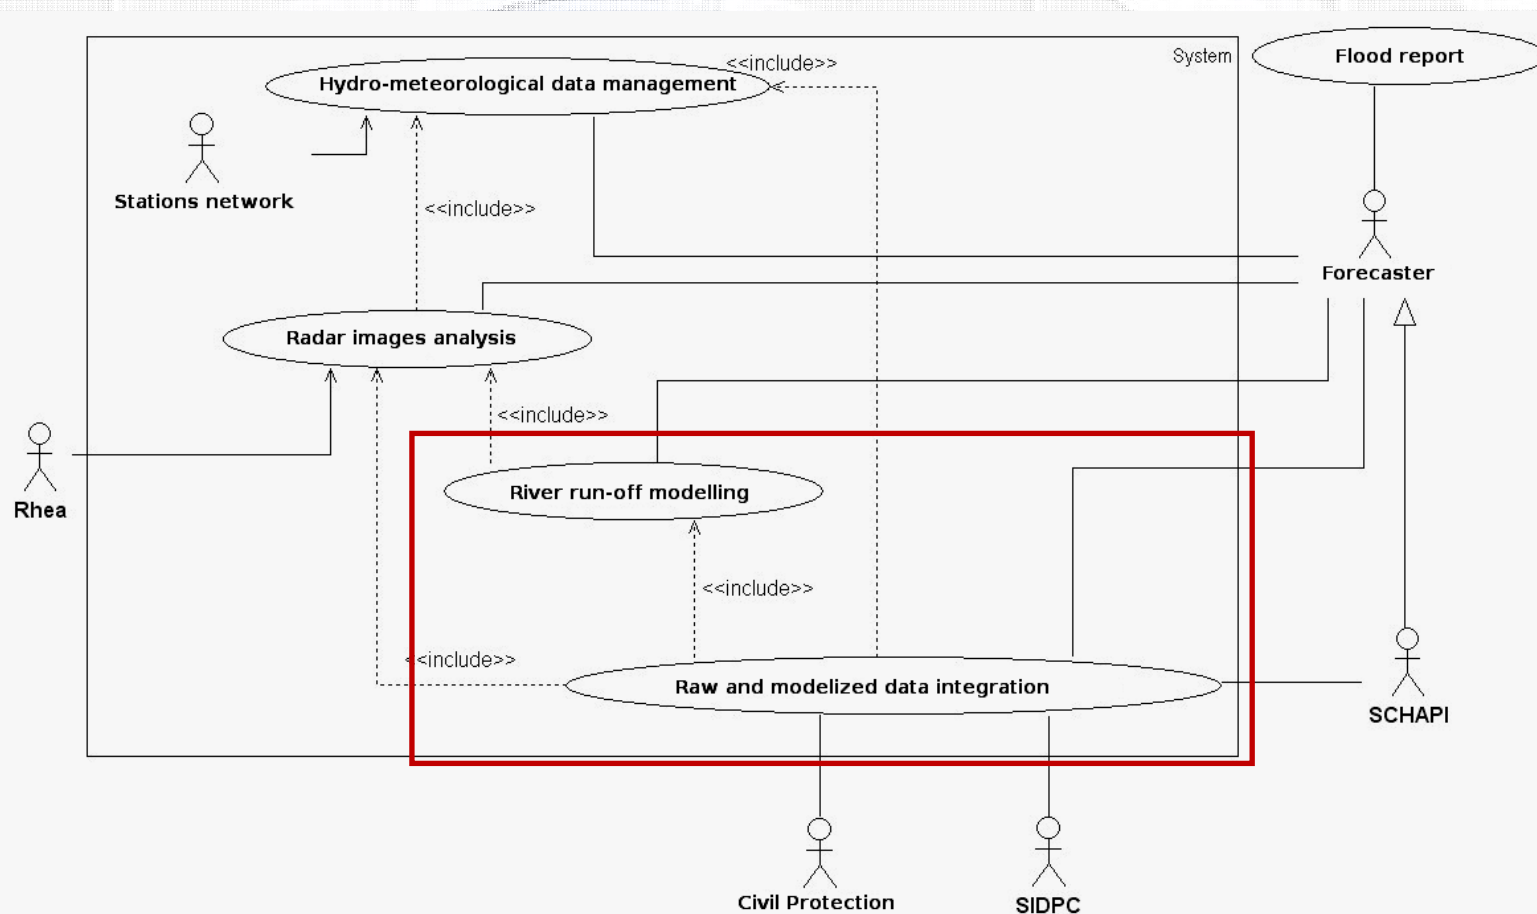 System
Flood report
<<include>>
Hydro-meteorological data management
Stations network
<<include>>
Forecaster
Radar images analysis
<<include>>
Rhea
River run-off modelling
<<include>>
<<include>>
Raw and modelized data integration
SCHAPI
Civil Protection
SIDPC